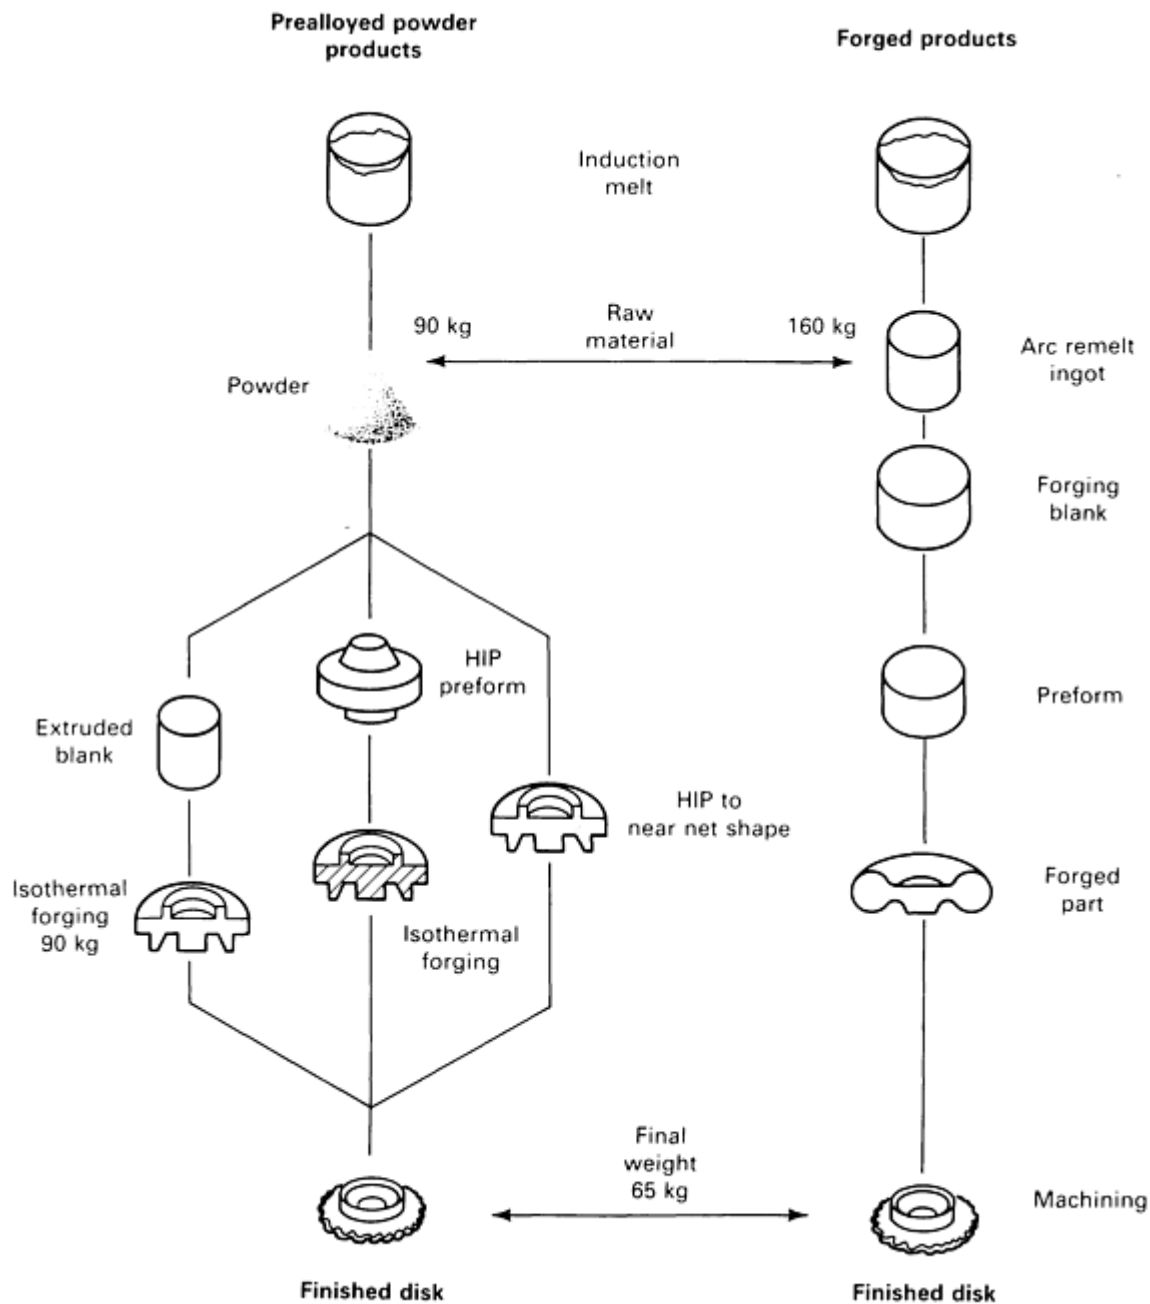 Prealloyed powder
products
Forged products
Induction
melt
90 kg
Raw
material
160 kg
Arc remelt
ingot
Powder
Forging
blank
HIP
preform
Preform
Extruded
blank
HIP to
near net shape
Isothermal
forging
90 kg
Isothermal
forging
Forged
part
Final
weight
65 kg
Machining
Finished disk
Finished disk